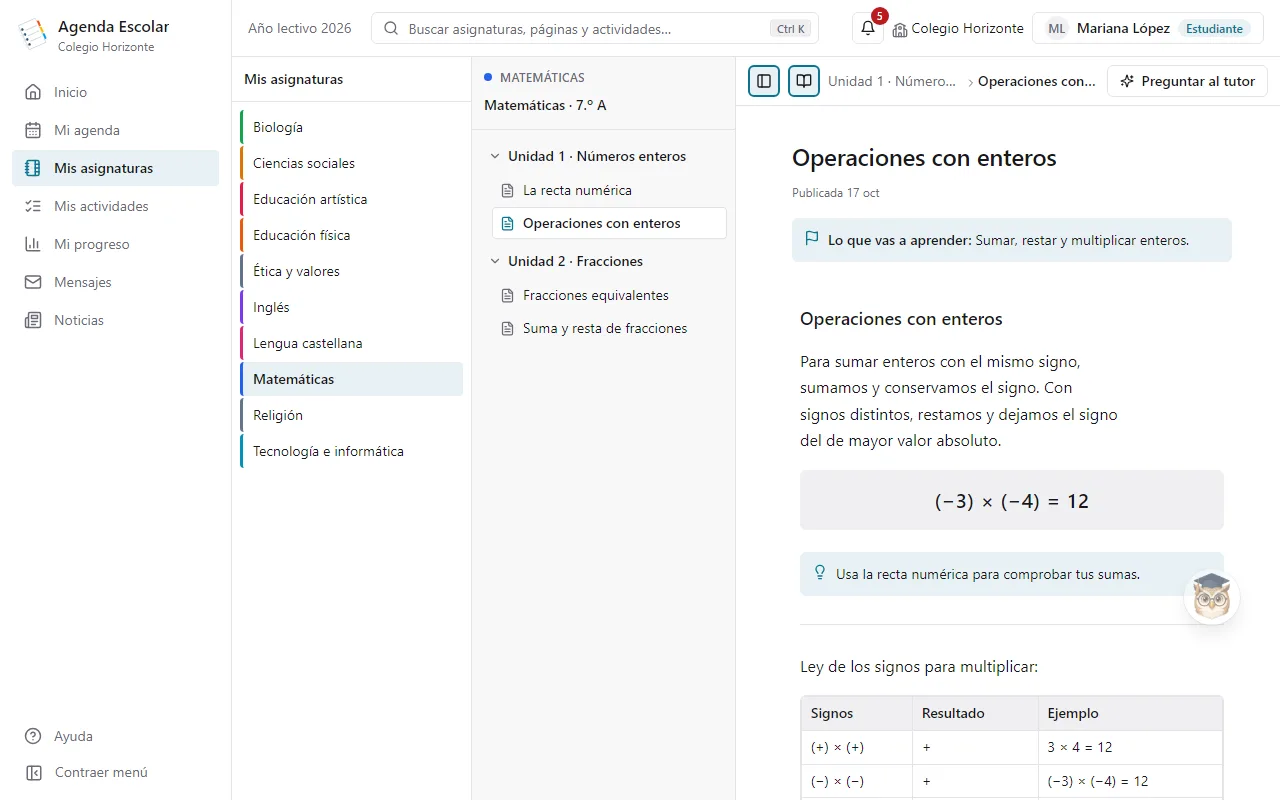 Agenda Escolar
Colegio Horizonte
Inicio
Mi agenda
Mis asignaturas
Mis actividades
Mi progreso
Mensajes
Noticias
Ayuda
Contraer menú
Año lectivo 2026
Buscar asignaturas, páginas y actividades...
Ctrl K
5
Colegio Horizonte
ML
Mariana López
Estudiante
Mis asignaturas
Biología
Ciencias sociales
Educación artística
Educación física
Ética y valores
Inglés
Lengua castellana
Matemáticas
Religión
Tecnología e informática
MATEMÁTICAS
Matemáticas · 7.º A
Unidad 1 · Números enteros
La recta numérica
Operaciones con enteros
Unidad 2 · Fracciones
Fracciones equivalentes
Suma y resta de fracciones
Unidad 1 · Número... › Operaciones con...
Preguntar al tutor
Operaciones con enteros
Publicada 17 oct
Lo que vas a aprender: Sumar, restar y multiplicar enteros.
Operaciones con enteros
Para sumar enteros con el mismo signo,
sumamos y conservamos el signo. Con
signos distintos, restamos y dejamos el signo
del de mayor valor absoluto.
(−3) × (−4) = 12
Usa la recta numérica para comprobar tus sumas.
Ley de los signos para multiplicar:
Signos Resultado Ejemplo
(+) × (+) + 3 × 4 = 12
(−) × (−) + (−3) × (−4) = 12